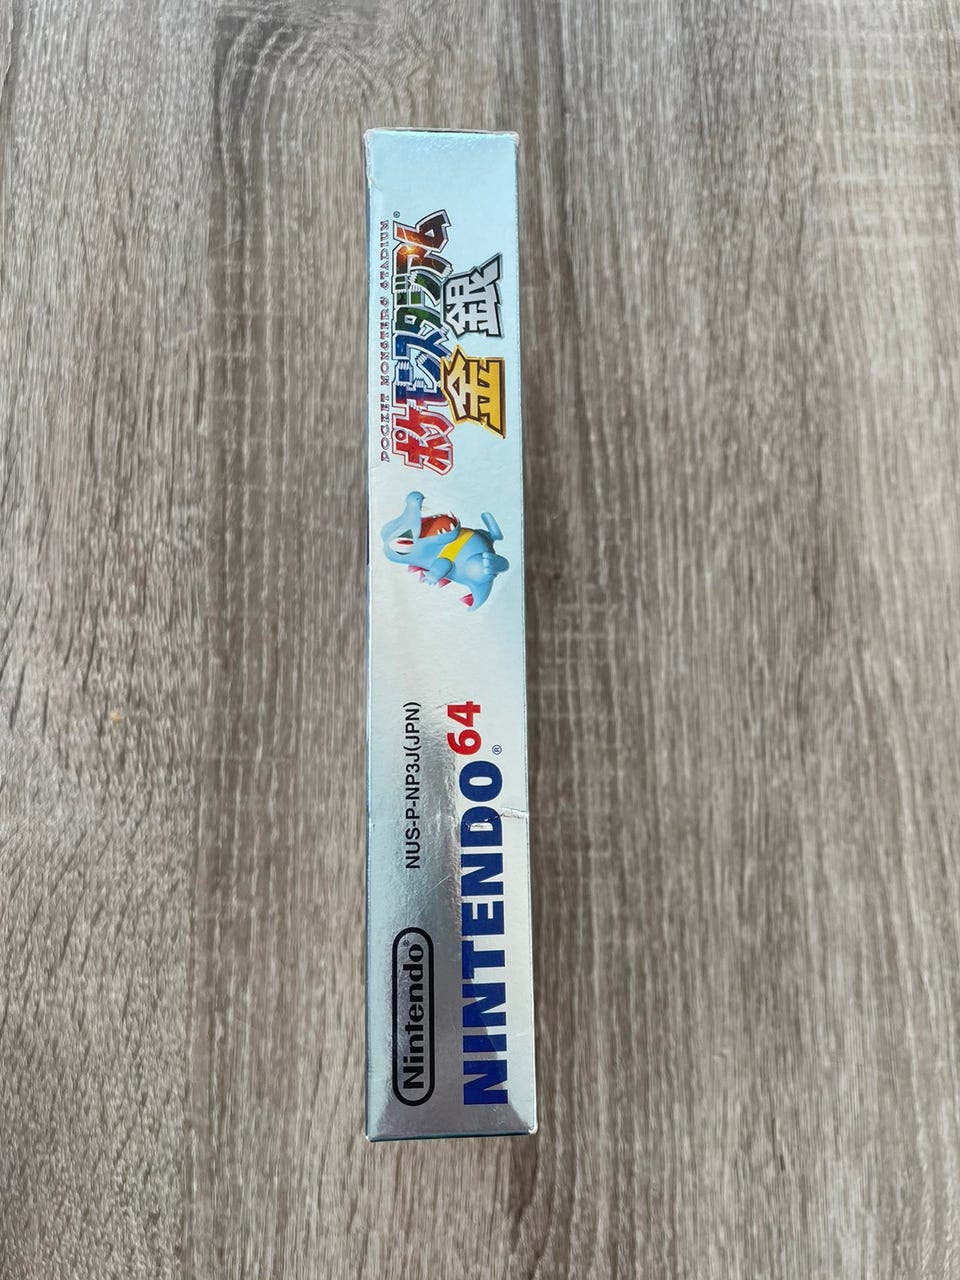 POCKET MONSTERS STADIUM
ポケモンスタジアム®
金 銀
NUS-P-NP3J(JPN)
Nintendo®
NINTENDO64®